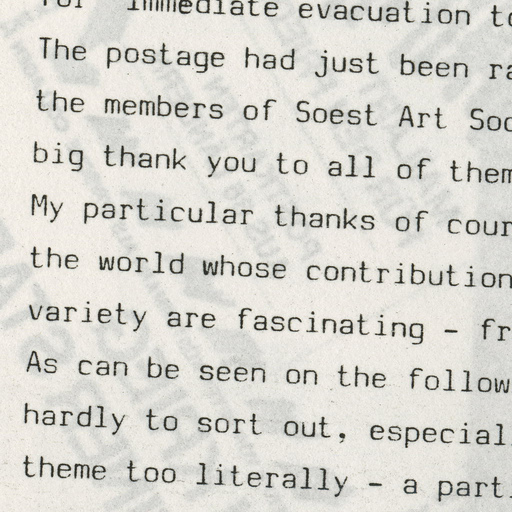 for immediate evacuation to
The postage had just been ra
the members of Soest Art Soc
big thank you to all of them
My particular thanks of cour
the world whose contribution
variety are fascinating - fr
As can be seen on the follow
hardly to sort out, especial
theme too literally - a part